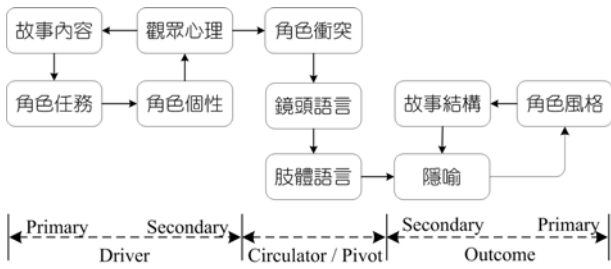 故事內容
觀眾心理
角色衝突
角色任務
角色個性
鏡頭語言
故事結構
角色風格
肢體語言
隱喻
Primary
Secondary
Secondary
Primary
Driver
Circulator / Pivot
Outcome